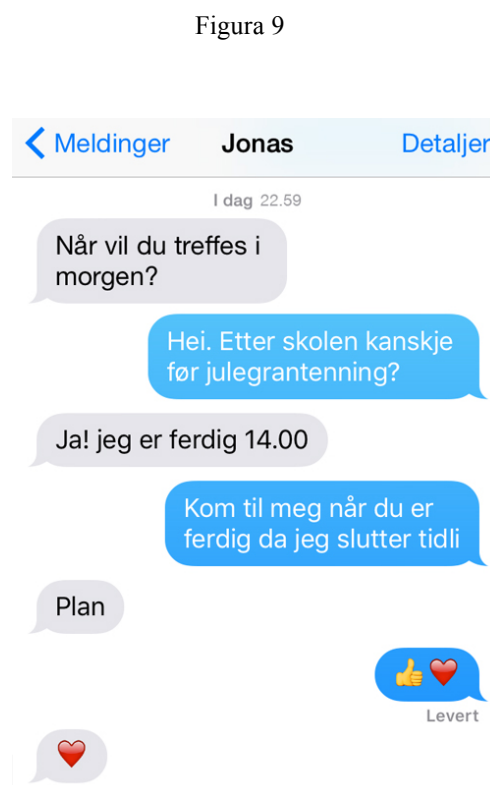 Figura 9
Meldinger Jonas Detaljer
I dag 22.59
Når vil du treffes i
morgen?
Hei. Etter skolen kanskje
før julegrantenning?
Ja! jeg er ferdig 14.00
Kom til meg når du er
ferdig da jeg slutter tidli
Plan
👍❤️
Levert
❤️